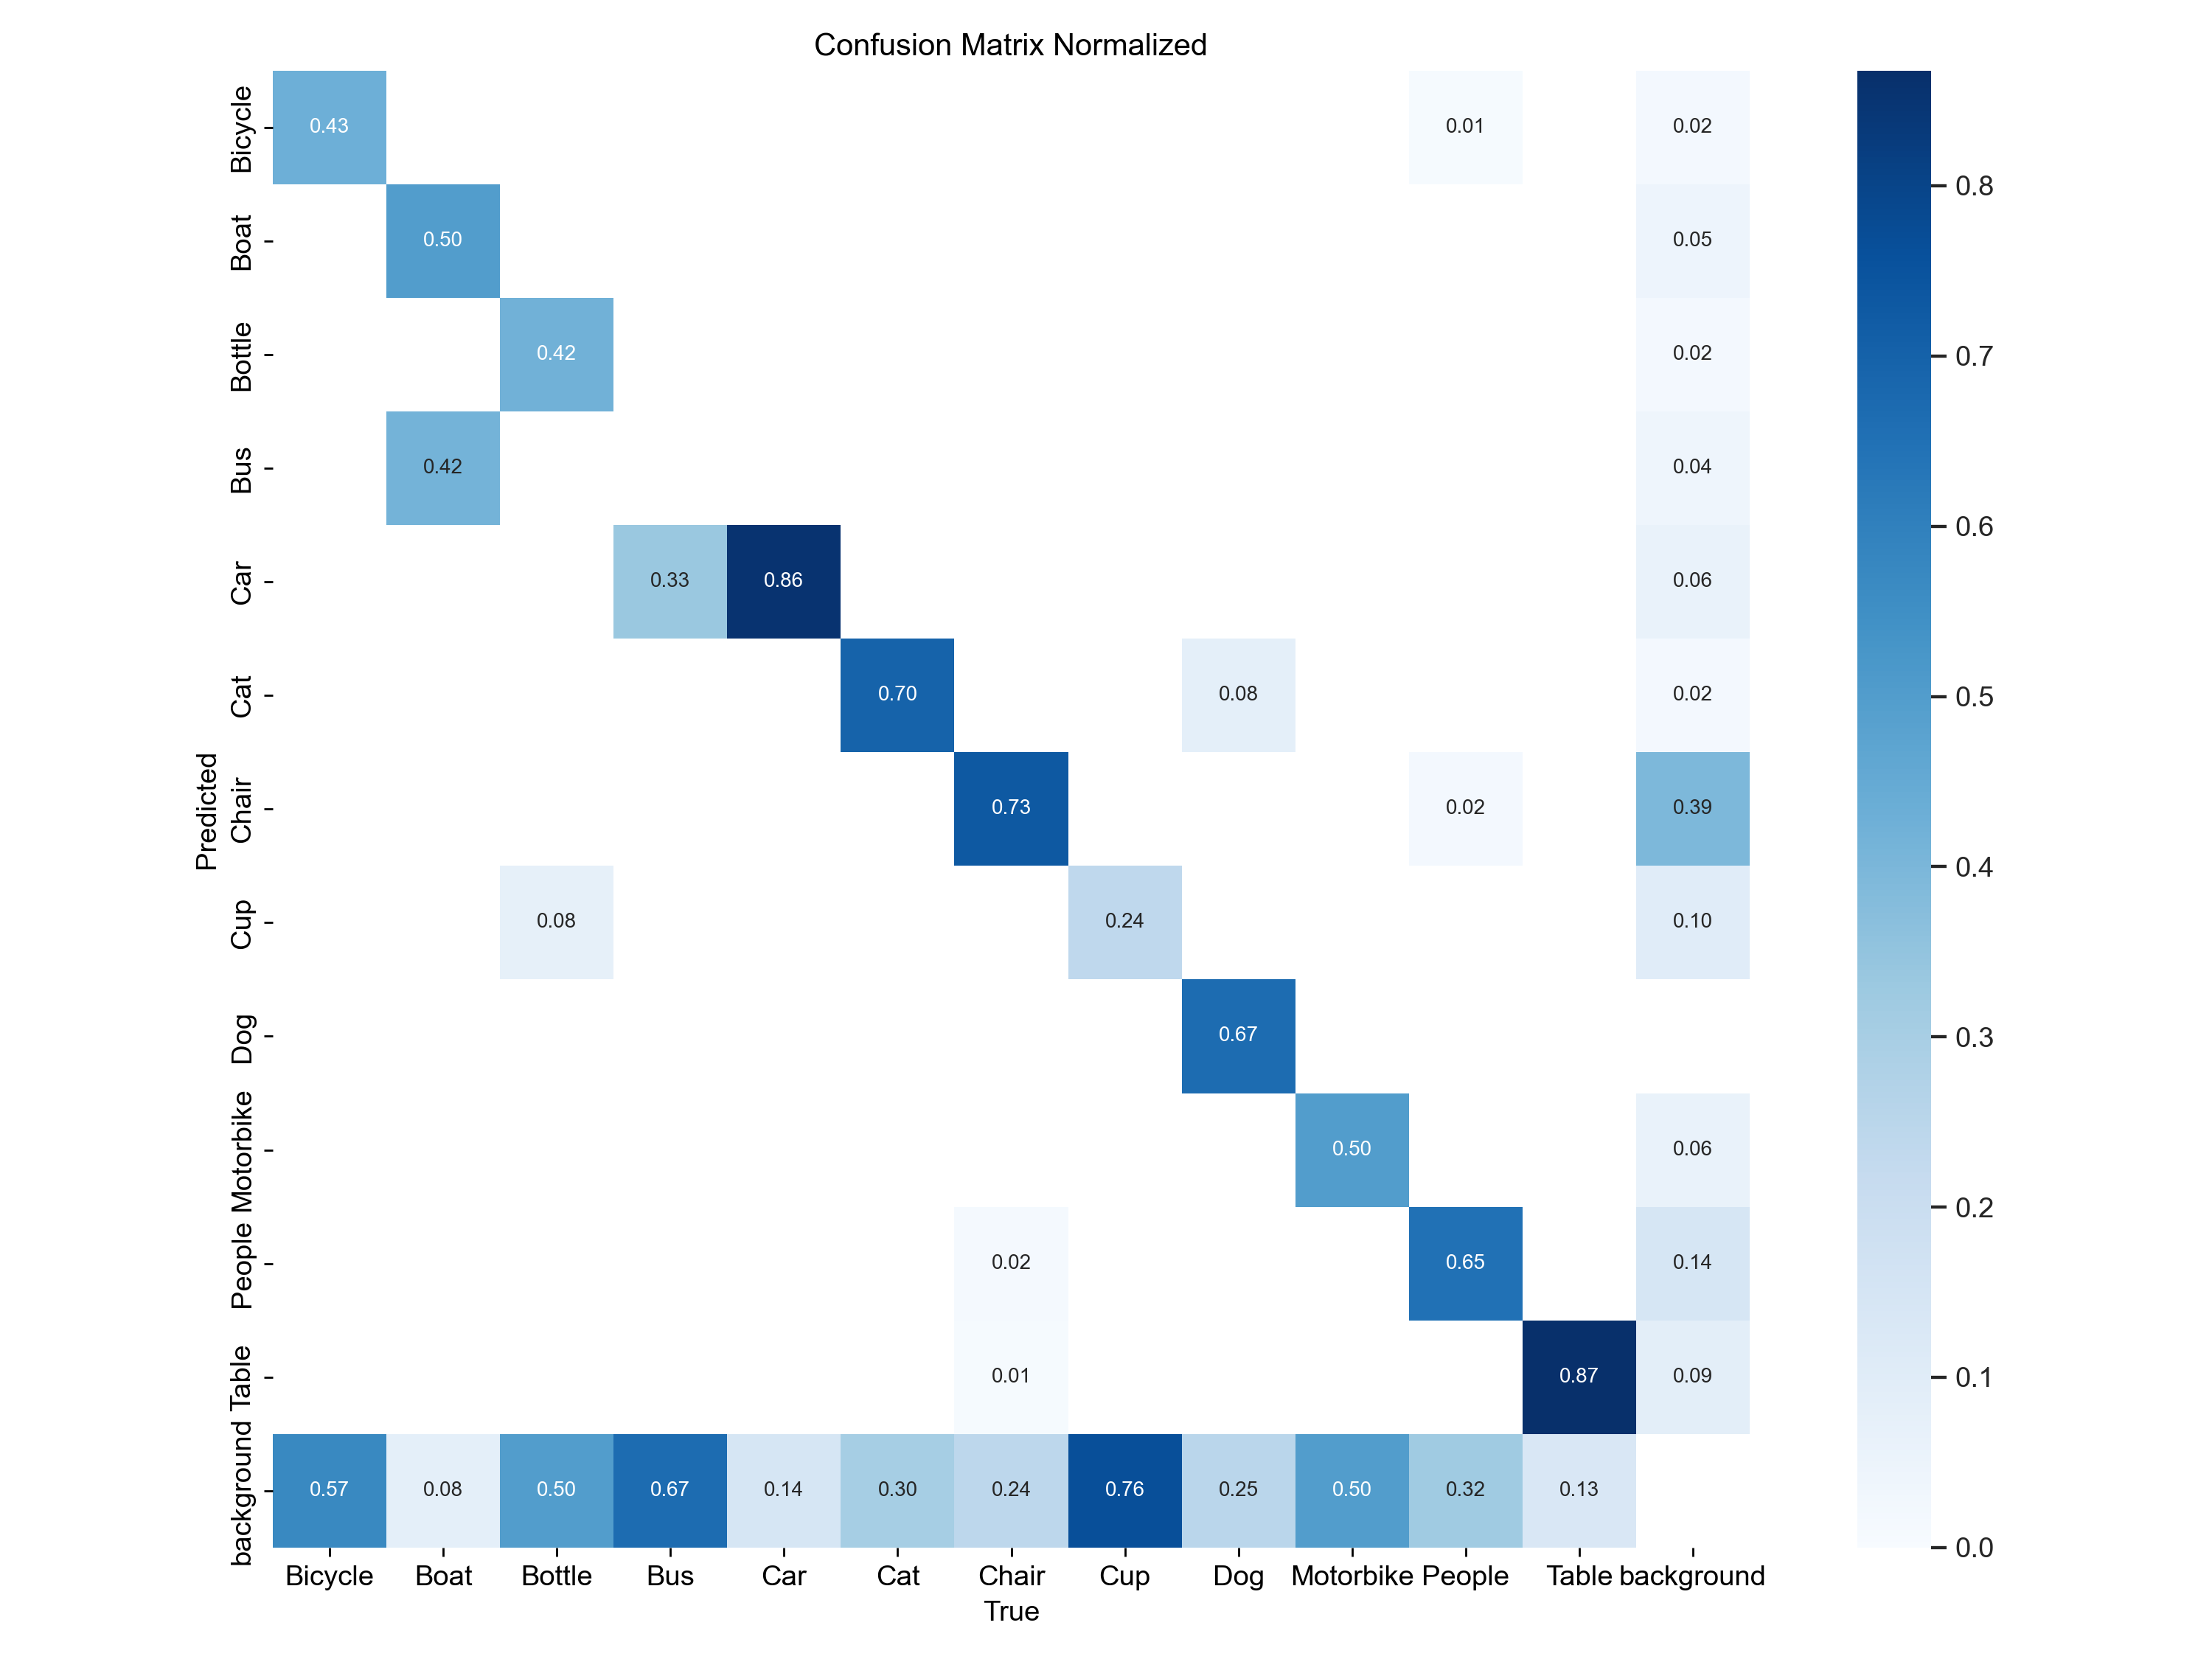 Confusion Matrix Normalized
Bicycle 0.43 0.01 0.02
Boat 0.50 0.05
Bottle 0.42 0.02
Bus 0.42 0.04
Car 0.33 0.86 0.06
Cat 0.70 0.08 0.02
Chair 0.73 0.02 0.39
Cup 0.08 0.24 0.10
Dog 0.67
Motorbike 0.50 0.06
People 0.02 0.65 0.14
Table 0.01 0.87 0.09
background 0.57 0.08 0.50 0.67 0.14 0.30 0.24 0.76 0.25 0.50 0.32 0.13
Predicted
Bicycle Boat Bottle Bus Car Cat Chair Cup Dog Motorbike People Table background
True
0.8
0.7
0.6
0.5
0.4
0.3
0.2
0.1
0.0